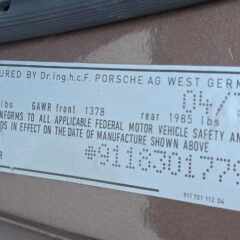 URED BY Dr.Ing.h.c.F. PORSCHE AG WEST GERM
04/
lbs GAWR front 1378 rear 1985 lbs
NFORMS TO ALL APPLICABLE FEDERAL MOTOR VEHICLE SAFETY AN
DS IN EFFECT ON THE DATE OF MANUFACTURE SHOWN ABOVE
R *9118301779
911 701 112 04